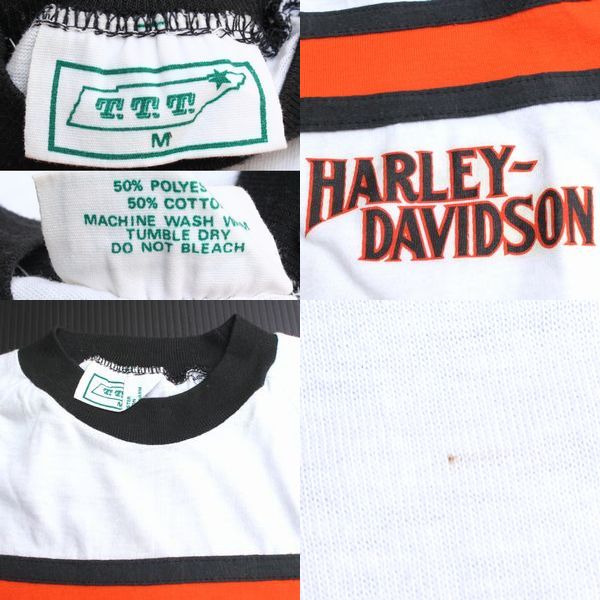 T.T.T.
M
HARLEY-
DAVIDSON
50% POLYES
50% COTTO
MACHINE WASH W M
TUMBLE DRY
DO NOT BLEACH